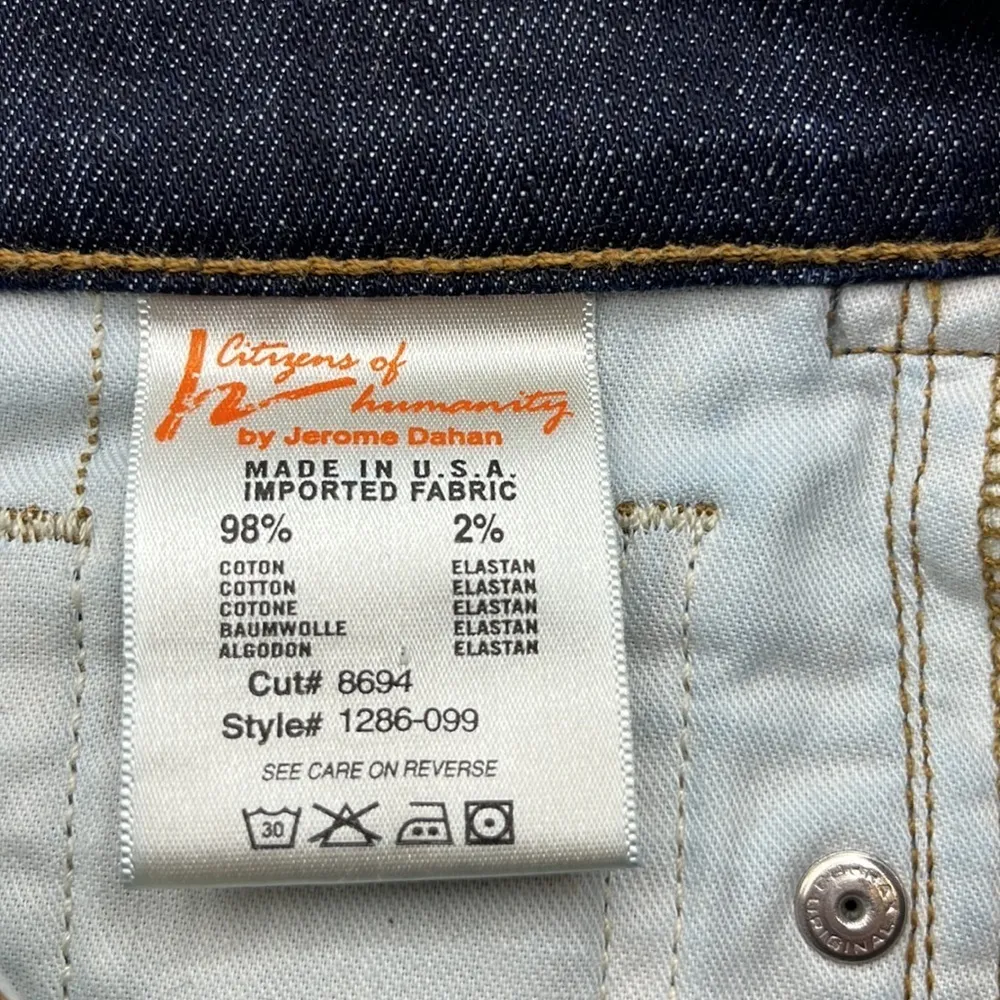 Citizens of
humanity
by Jerome Dahan
MADE IN U.S.A.
IMPORTED FABRIC
98% 2%
COTON ELASTAN
COTTON ELASTAN
COTONE ELASTAN
BAUMWOLLE ELASTAN
ALGODON ELASTAN
Cut# 8694
Style# 1286-099
SEE CARE ON REVERSE
30
ORIGINAL